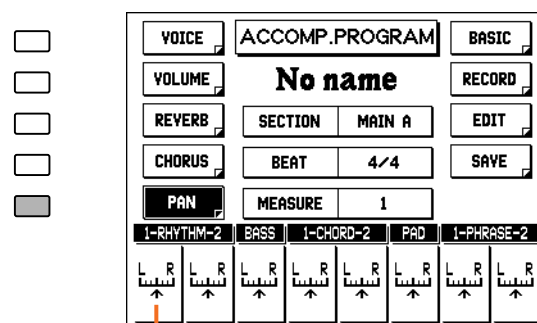 VOICE ACCOMP.PROGRAM BASIC
VOLUME No name RECORD
REVERB SECTION MAIN A EDIT
CHORUS BEAT 4/4 SAVE
PAN MEASURE 1
1-RHYTHM-2 BASS 1-CHORD-2 PAD 1-PHRASE-2
L R L R L R L R L R L R L R L R